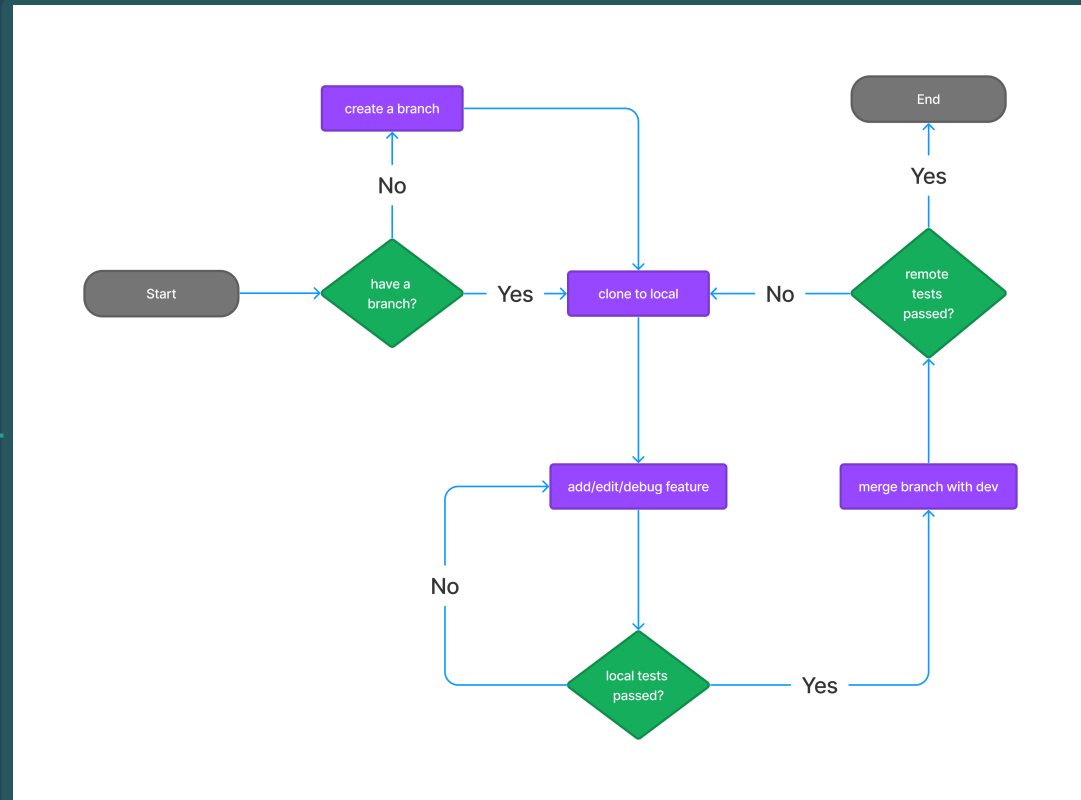 create a branch
End
No
Yes
Start
have a
branch?
Yes
clone to local
No
remote
tests
passed?
add/edit/debug feature
merge branch with dev
No
local tests
passed?
Yes